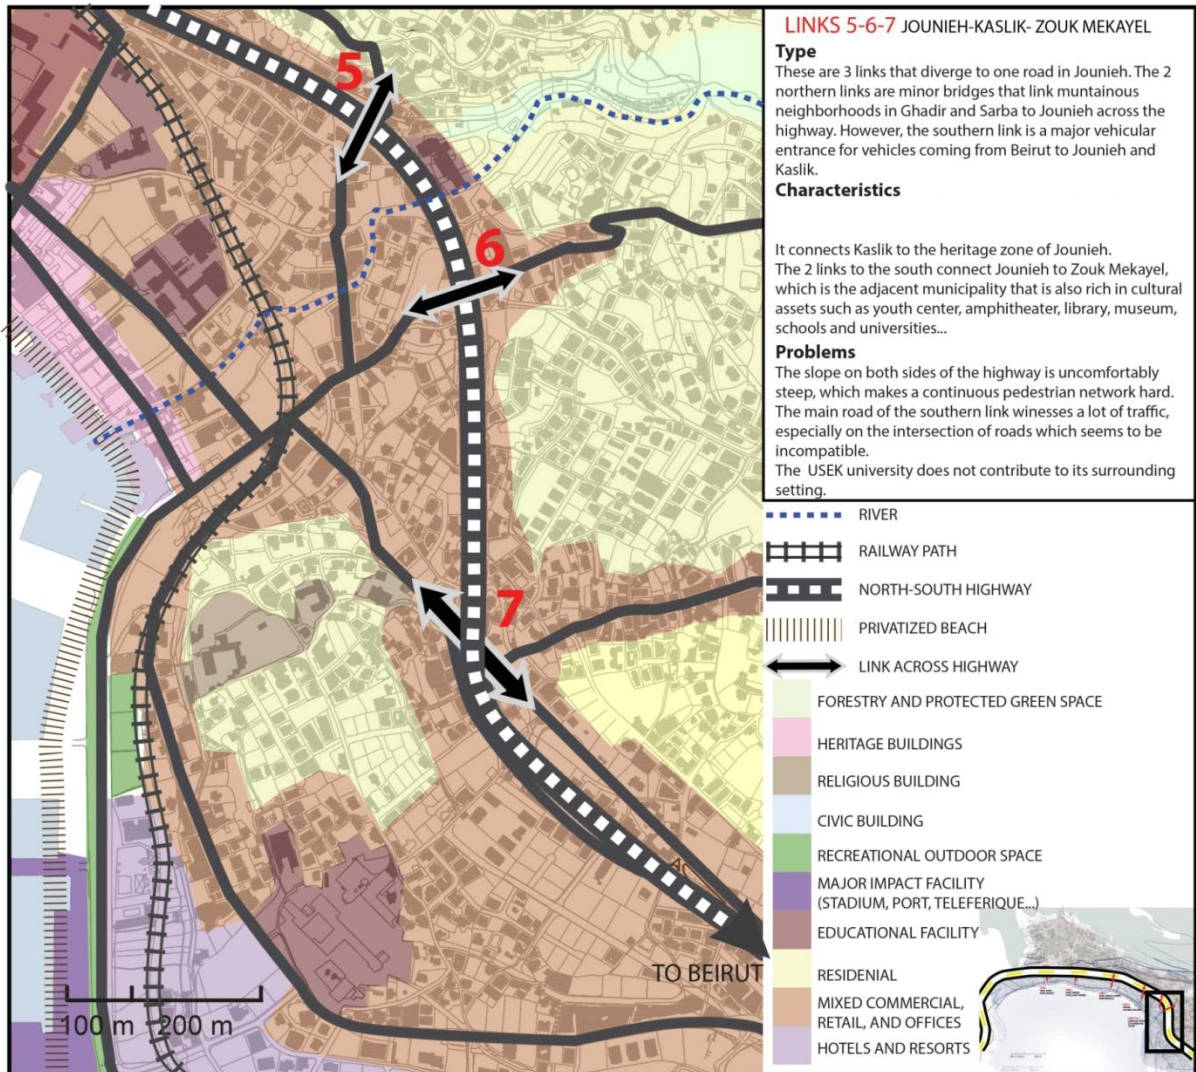 LINKS 5-6-7 JOUNIEH-KASLIK- ZOUK MEKAYEL
Type
These are 3 links that diverge to one road in Jounieh. The 2
northern links are minor bridges that link muntainous
neighborhoods in Ghadir and Sarba to Jounieh across the
highway. However, the southern link is a major vehicular
entrance for vehicles coming from Beirut to Jounieh and
Kaslik.
Characteristics
It connects Kaslik to the heritage zone of Jounieh.
The 2 links to the south connect Jounieh to Zouk Mekayel,
which is the adjacent municipality that is also rich in cultural
assets such as youth center, amphitheater, library, museum,
schools and universities...
Problems
The slope on both sides of the highway is uncomfortably
steep, which makes a continuous pedestrian network hard.
The main road of the southern link winesses a lot of traffic,
especially on the intersection of roads which seems to be
incompatible.
The USEK university does not contribute to its surrounding
setting.
RIVER
RAILWAY PATH
NORTH-SOUTH HIGHWAY
PRIVATIZED BEACH
LINK ACROSS HIGHWAY
FORESTRY AND PROTECTED GREEN SPACE
HERITAGE BUILDINGS
RELIGIOUS BUILDING
CIVIC BUILDING
RECREATIONAL OUTDOOR SPACE
MAJOR IMPACT FACILITY
(STADIUM, PORT, TELEFERIQUE...)
EDUCATIONAL FACILITY
RESIDENIAL
MIXED COMMERCIAL,
RETAIL, AND OFFICES
HOTELS AND RESORTS
5
6
7
TO BEIRUT
100 m 200 m